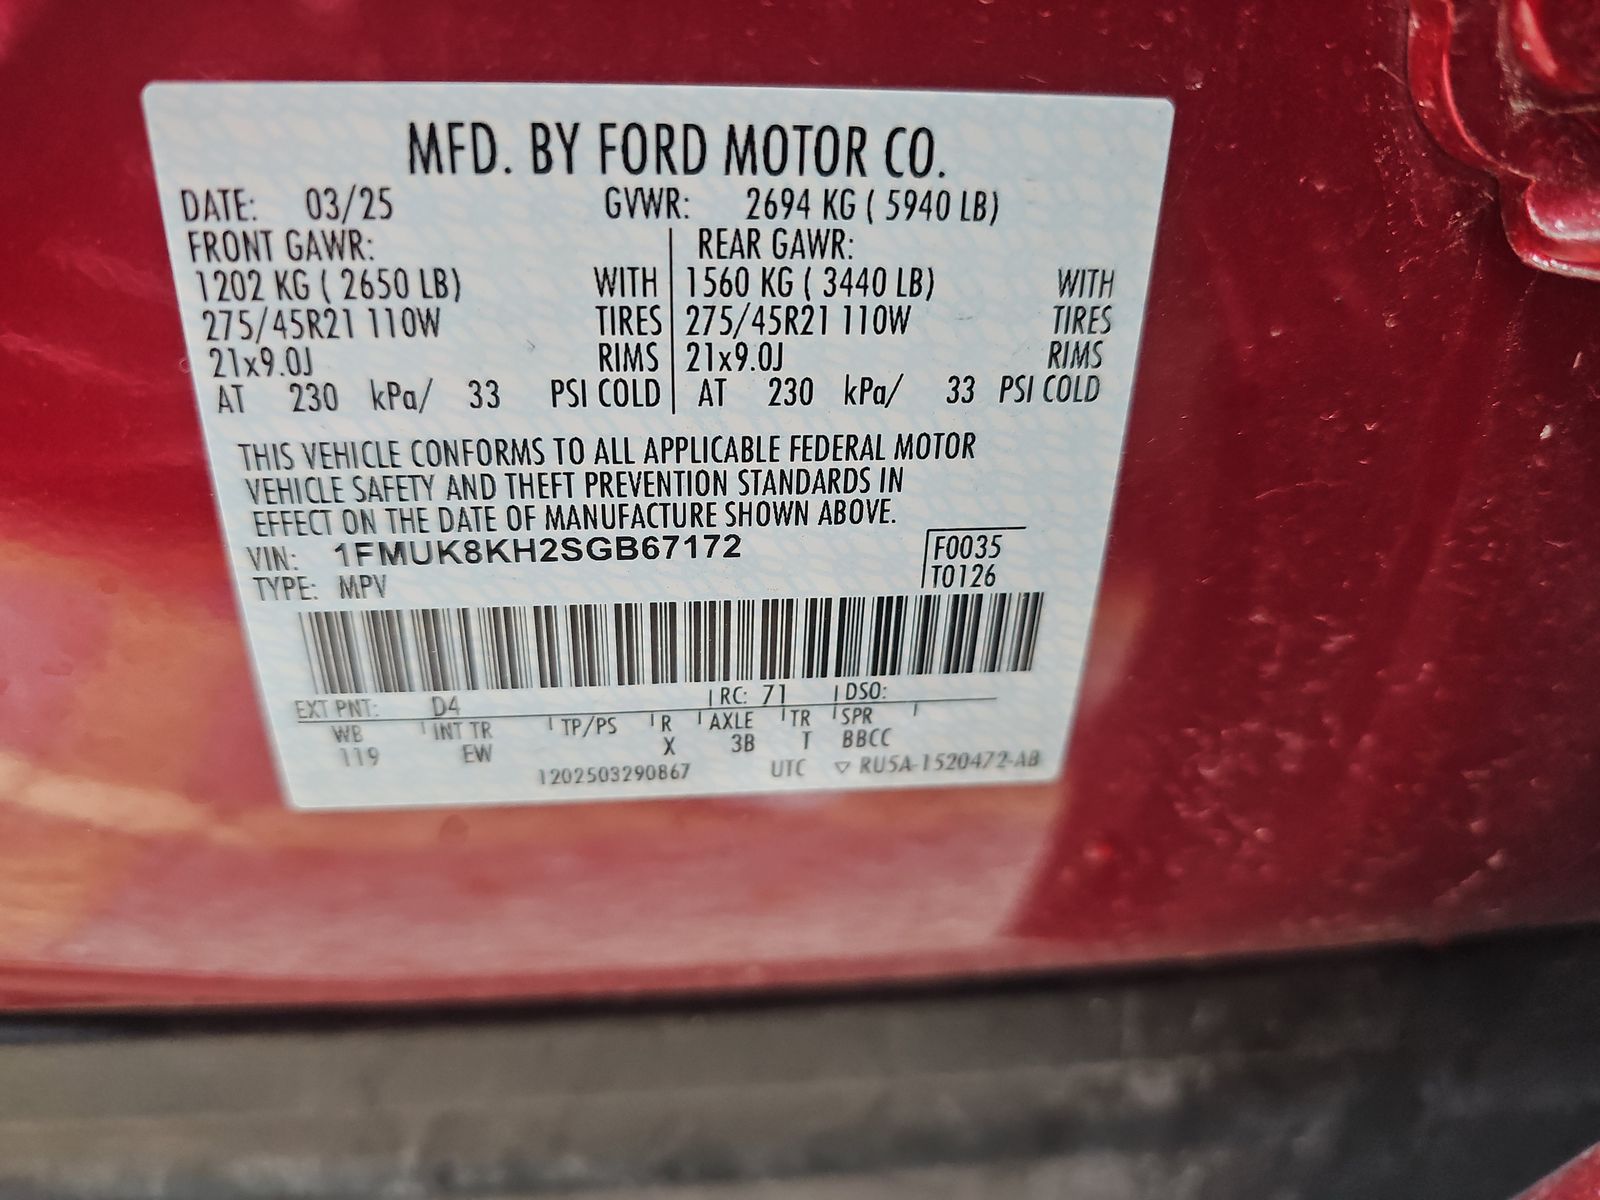 MFD. BY FORD MOTOR CO.
DATE: 03/25 GVWR: 2694 KG ( 5940 LB)
FRONT GAWR: REAR GAWR:
1202 KG ( 2650 LB) WITH 1560 KG ( 3440 LB) WITH
275/45R21 110W TIRES 275/45R21 110W TIRES
21x9.0J RIMS 21x9.0J RIMS
AT 230 kPa/ 33 PSI COLD AT 230 kPa/ 33 PSI COLD
THIS VEHICLE CONFORMS TO ALL APPLICABLE FEDERAL MOTOR
VEHICLE SAFETY AND THEFT PREVENTION STANDARDS IN
EFFECT ON THE DATE OF MANUFACTURE SHOWN ABOVE.
VIN: 1FMUK8KH2SGB67172 F0035
TYPE: MPV T0126
EXT PNT: D4 RC: 71 DSO:
WB INT TR TP/PS R AXLE TR SPR
119 EW X 3B T BBCC
1202503290867 UTC ▽ RU5A-1520472-AB